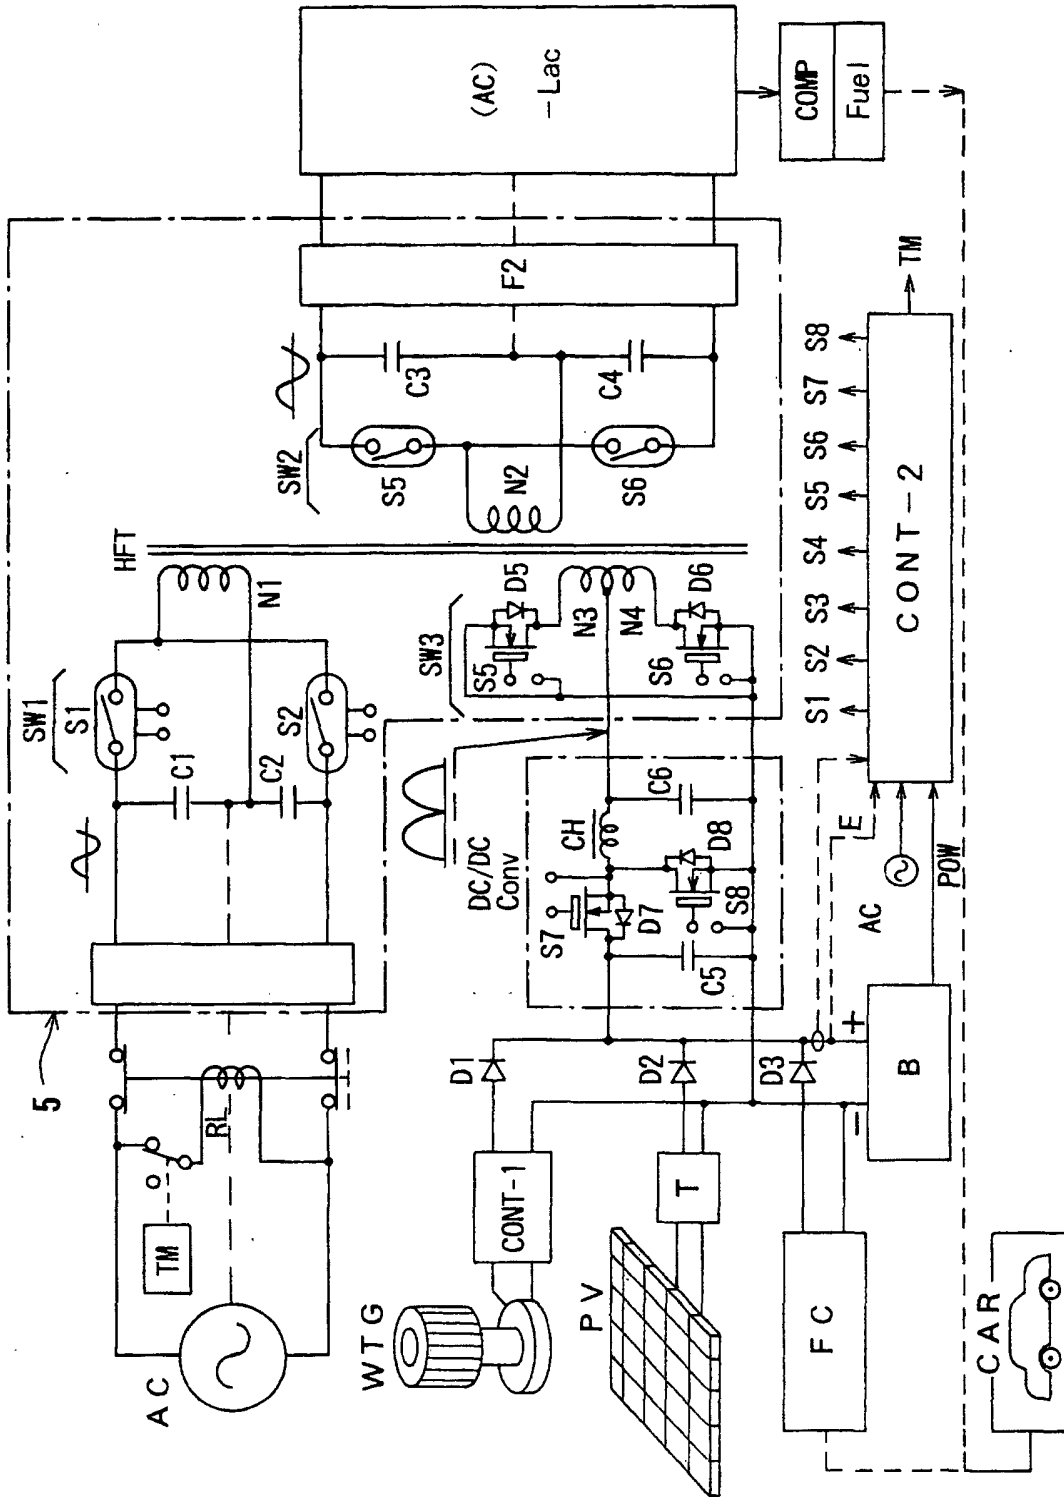 5
AC
TM
RL
SW1
S1
S2
C1
C2
HFT
N1
SW2
S5
S6
N2
C3
C4
F2
(AC)
-Lac
COMP
Fuel
WTG
CONT-1
D1
PV
T
D2
FC
D3
CAR
B
+
−
DC/DC
Conv
S7
D7
CH
C5
C6
S8
D8
SW3
S5
D5
N3
N4
S6
D6
E
AC
POW
CONT-2
S1 S2 S3 S4 S5 S6 S7 S8
TM